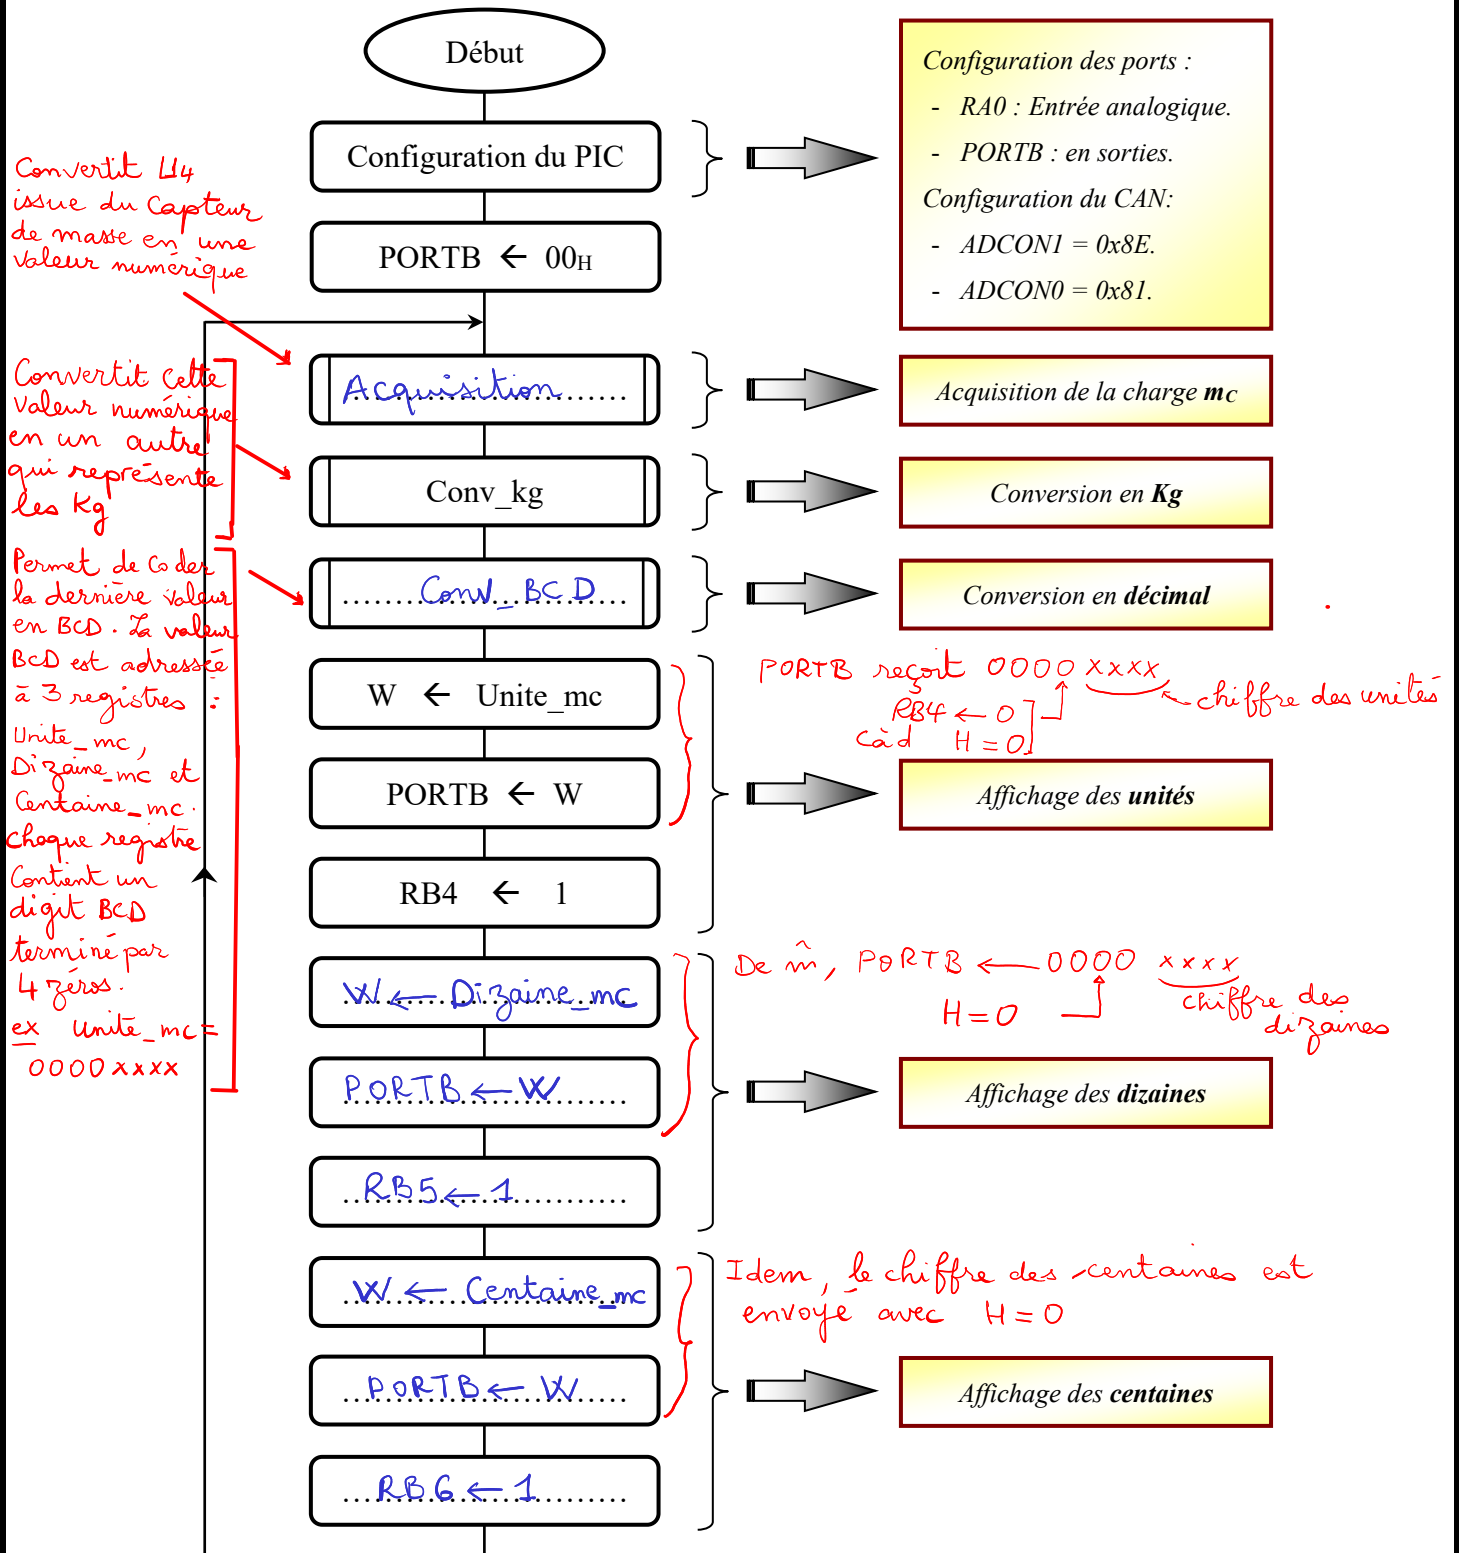 Début
Configuration du PIC
PORTB ← 00H
Acquisition
Conv_kg
Conv_BCD
W ← Unite_mc
PORTB ← W
RB4 ← 1
W ← Dizaine_mc
PORTB ← W
RB5 ← 1
W ← Centaine_mc
PORTB ← W
RB6 ← 1
Configuration des ports :
- RA0 : Entrée analogique.
- PORTB : en sorties.
Configuration du CAN:
- ADCON1 = 0x8E.
- ADCON0 = 0x81.
Acquisition de la charge mC
Conversion en Kg
Conversion en décimal
PORTB reçoit 0000 xxxx
chiffre des unités
RB4 ← 0
Càd H = 0
Affichage des unités
De m̂, PORTB ← 0000 xxxx
chiffre des
dizaines
H = 0
Affichage des dizaines
Idem, le chiffre des centaines est
envoyé avec H = 0
Affichage des centaines
Convertit U4
issue du Capteur
de masse en une
valeur numérique
Convertit cette
valeur numérique
en un autre
qui représente
les Kg
Permet de Coder
la dernière valeur
en BCD. La valeur
BCD est adressée
à 3 registres :
Unite_mc,
Dizaine_mc et
Centaine_mc.
chaque registre
Contient un
digit BCD
terminé par
4 zéros.
ex Unite_mc =
0000xxxx